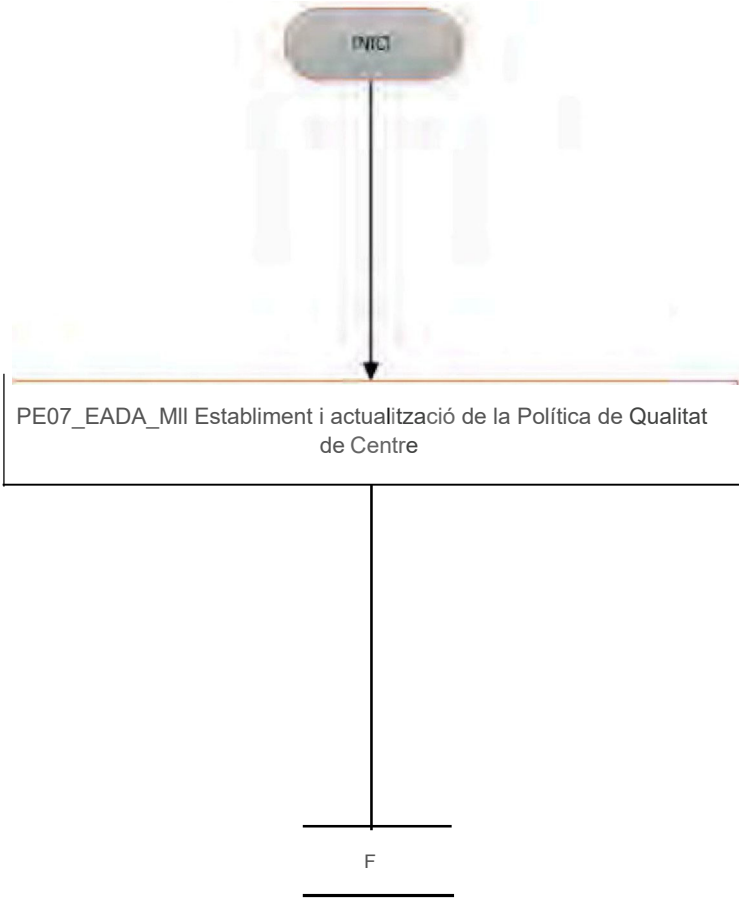 INICI
PE07_EADA_MII Establiment i actualització de la Política de Qualitat
de Centre
F